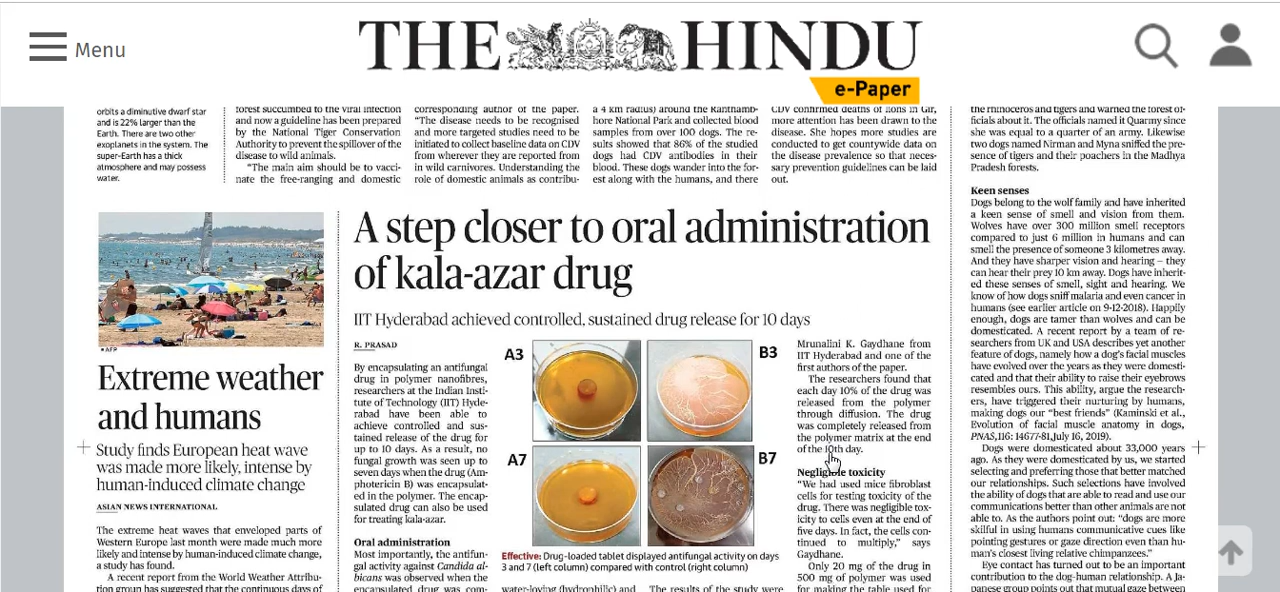 Menu
THE HINDU
e-Paper
orbits a diminutive dwarf star
and is 22% larger than the
Earth. There are two other
exoplanets in the system. The
super-Earth has a thick
atmosphere and may possess
water.
forest succumbed to the viral infection
and now a guideline has been prepared
by the National Tiger Conservation
Authority to prevent the spillover of the
disease to wild animals.
"The main aim should be to vacci-
nate the free-ranging and domestic
corresponding author of the paper.
"The disease needs to be recognised
and more targeted studies need to be
initiated to collect baseline data on CDV
from wherever they are reported from
in wild carnivores. Understanding the
role of domestic animals as contribu-
a 4 km radius) around the Ranthamb-
hore National Park and collected blood
samples from over 100 dogs. The re-
sults showed that 86% of the studied
dogs had CDV antibodies in their
blood. These dogs wander into the for-
est along with the humans, and there
CDV confirmed deaths of lions in Gir,
more attention has been drawn to the
disease. She hopes more studies are
conducted to get countrywide data on
the disease prevalence so that neces-
sary prevention guidelines can be laid
out.
AFP
Extreme weather
and humans
Study finds European heat wave
was made more likely, intense by
human-induced climate change
ASIAN NEWS INTERNATIONAL
The extreme heat waves that enveloped parts of
Western Europe last month were made much more
likely and intense by human-induced climate change,
a study has found.
A recent report from the World Weather Attribu-
tion group has suggested that the continuous days of
A step closer to oral administration
of kala-azar drug
IIT Hyderabad achieved controlled, sustained drug release for 10 days
R. PRASAD
By encapsulating an antifungal
drug in polymer nanofibres,
researchers at the Indian Insti-
tute of Technology (IIT) Hyde-
rabad have been able to
achieve controlled and sus-
tained release of the drug for
up to 10 days. As a result, no
fungal growth was seen up to
seven days when the drug (Am-
photericin B) was encapsulat-
ed in the polymer. The encap-
sulated drug can also be used
for treating kala-azar.
Oral administration
Most importantly, the antifun-
gal activity against Candida al-
bicans was observed when the
encapsulated drug was com-
A3
B3
A7
B7
Effective: Drug-loaded tablet displayed antifungal activity on days
3 and 7 (left column) compared with control (right column)
water-loving (hydrophilic) and
The results of the study were
Mrunalini K. Gaydhane from
IIT Hyderabad and one of the
first authors of the paper.
The researchers found that
each day 10% of the drug was
released from the polymer
through diffusion. The drug
was completely released from
the polymer matrix at the end
of the 10th day.
Negligible toxicity
"We had used mice fibroblast
cells for testing toxicity of the
drug. There was negligible tox-
icity to cells even at the end of
five days. In fact, the cells con-
tinued to multiply," says
Gaydhane.
Only 20 mg of the drug in
500 mg of polymer was used
for making the table used for
the rhinoceros and tigers and warned the forest of-
ficials about it. The officials named it Quarmy since
she was equal to a quarter of an army. Likewise
two dogs named Nirman and Myna sniffed the pre-
sence of tigers and their poachers in the Madhya
Pradesh forests.
Keen senses
Dogs belong to the wolf family and have inherited
a keen sense of smell and vision from them.
Wolves have over 300 million smell receptors
compared to just 6 million in humans and can
smell the presence of someone 3 kilometres away.
And they have sharper vision and hearing – they
can hear their prey 10 km away. Dogs have inherit-
ed these senses of smell, sight and hearing. We
know of how dogs sniff malaria and even cancer in
humans (see earlier article on 9-12-2018). Happily
enough, dogs are tamer than wolves and can be
domesticated. A recent report by a team of re-
searchers from UK and USA describes yet another
feature of dogs, namely how a dog's facial muscles
have evolved over the years as they were domesti-
cated and that their ability to raise their eyebrows
resembles ours. This ability, argue the research-
ers, have triggered their nurturing by humans,
making dogs our "best friends" (Kaminski et al.,
Evolution of facial muscle anatomy in dogs,
PNAS,116: 14677-81,July 16, 2019).
Dogs were domesticated about 33,000 years
ago. As they were domesticated by us, we started
selecting and preferring those that better matched
our relationships. Such selections have involved
the ability of dogs that are able to read and use our
communications better than other animals are not
able to. As the authors point out: "dogs are more
skilful in using humans communicative cues like
pointing gestures or gaze direction even than hu-
man's closest living relative chimpanzees."
Eye contact has turned out to be an important
contribution to the dog-human relationship. A Ja-
panese group points out that mutual gaze between